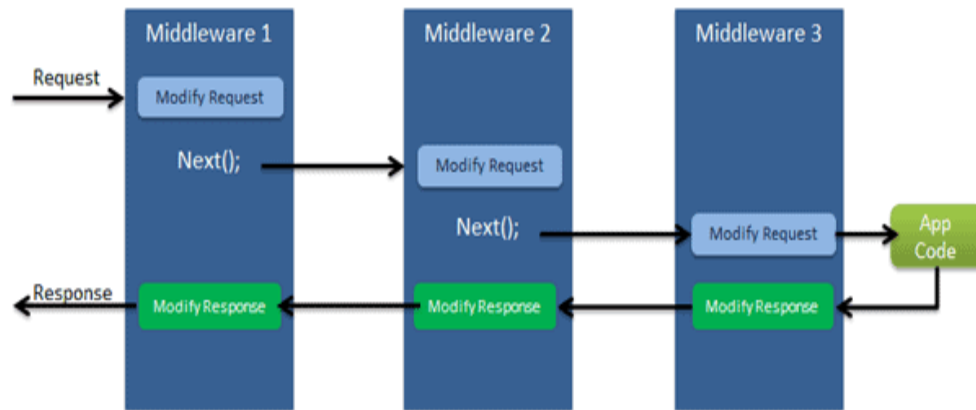 Middleware 1
Middleware 2
Middleware 3
Request
Modify Request
Next();
Modify Request
Next();
Modify Request
App
Code
Response
Modify Response
Modify Response
Modify Response